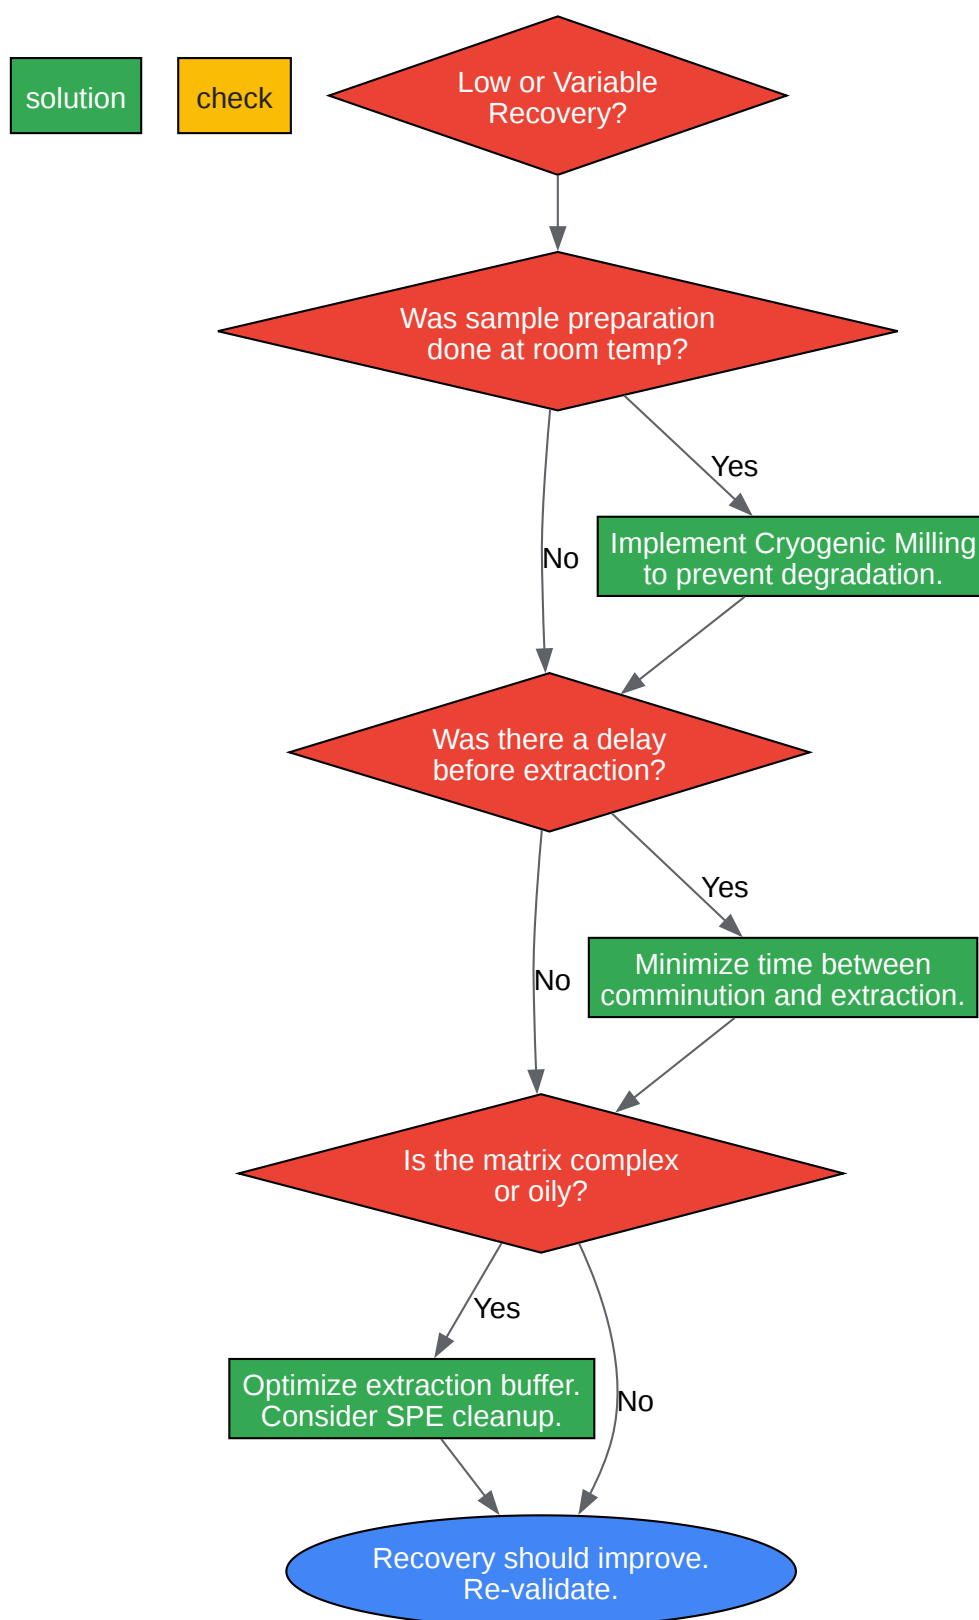 solution
check
Low or Variable
Recovery?
Was sample preparation
done at room temp?
Yes
No
Implement Cryogenic Milling
to prevent degradation.
Was there a delay
before extraction?
Yes
No
Minimize time between
comminution and extraction.
Is the matrix complex
or oily?
Yes
No
Optimize extraction buffer.
Consider SPE cleanup.
Recovery should improve.
Re-validate.